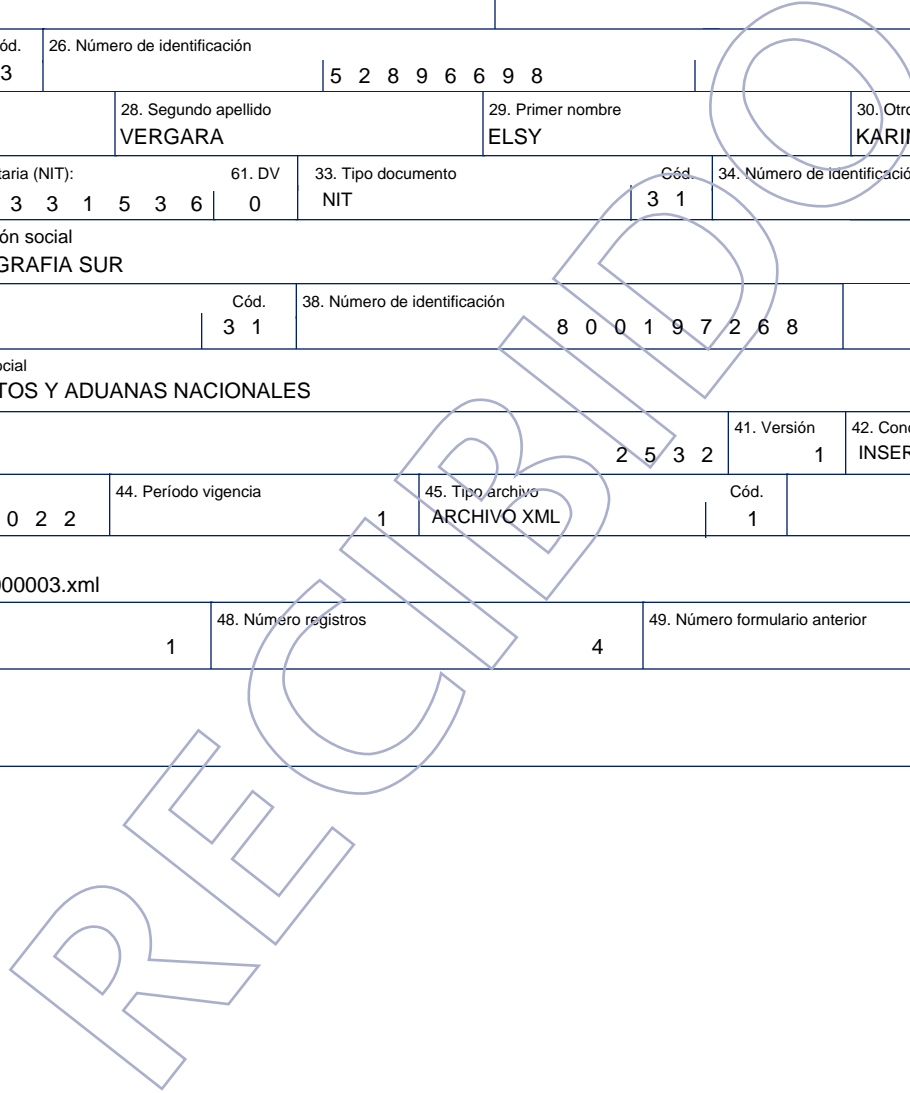 ód. 26. Número de identificación
3 5 2 8 9 6 6 9 8
28. Segundo apellido 29. Primer nombre 30. Otro
VERGARA ELSY KARIN
taria (NIT): 61. DV 33. Tipo documento Cód. 34. Número de identificació
3 3 1 5 3 6 0 NIT 3 1
ón social
GRAFIA SUR
Cód. 38. Número de identificación
3 1 8 0 0 1 9 7 2 6 8
ocial
TOS Y ADUANAS NACIONALES
41. Versión 42. Conc
2 5 3 2 1 INSER
44. Período vigencia 45. Tipo archivo Cód.
0 2 2 1 ARCHIVO XML 1
000003.xml
48. Número registros 49. Número formulario anterior
1 4
RECIBIDO